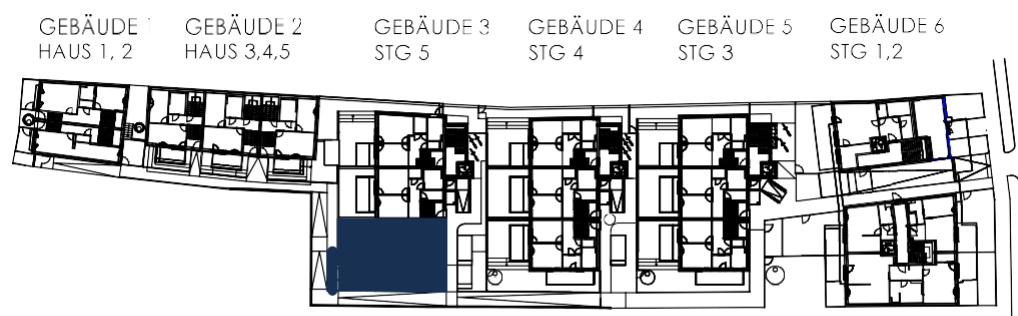 GEBÄUDE 1
HAUS 1, 2
GEBÄUDE 2
HAUS 3,4,5
GEBÄUDE 3
STG 5
GEBÄUDE 4
STG 4
GEBÄUDE 5
STG 3
GEBÄUDE 6
STG 1,2